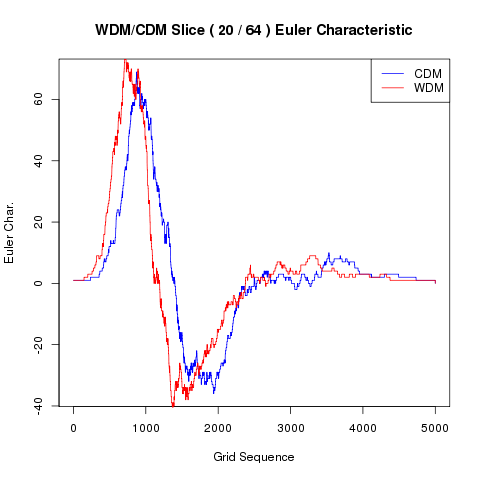 WDM/CDM Slice ( 20 / 64 ) Euler Characteristic
CDM
WDM
Euler Char.
60
40
20
0
-20
-40
0 1000 2000 3000 4000 5000
Grid Sequence